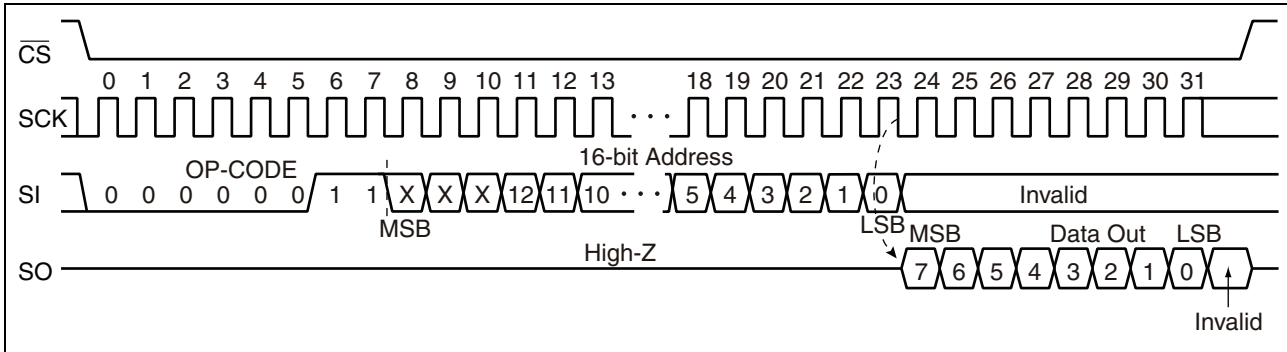 CS
0 1 2 3 4 5 6 7 8 9 10 11 12 13 18 19 20 21 22 23 24 25 26 27 28 29 30 31
SCK
· · ·
OP-CODE
16-bit Address
SI
0 0 0 0 0 0 1 1 X X X 12 11 10 · · · 5 4 3 2 1 0 Invalid
MSB
LSB
High-Z
MSB Data Out LSB
SO
7 6 5 4 3 2 1 0
Invalid